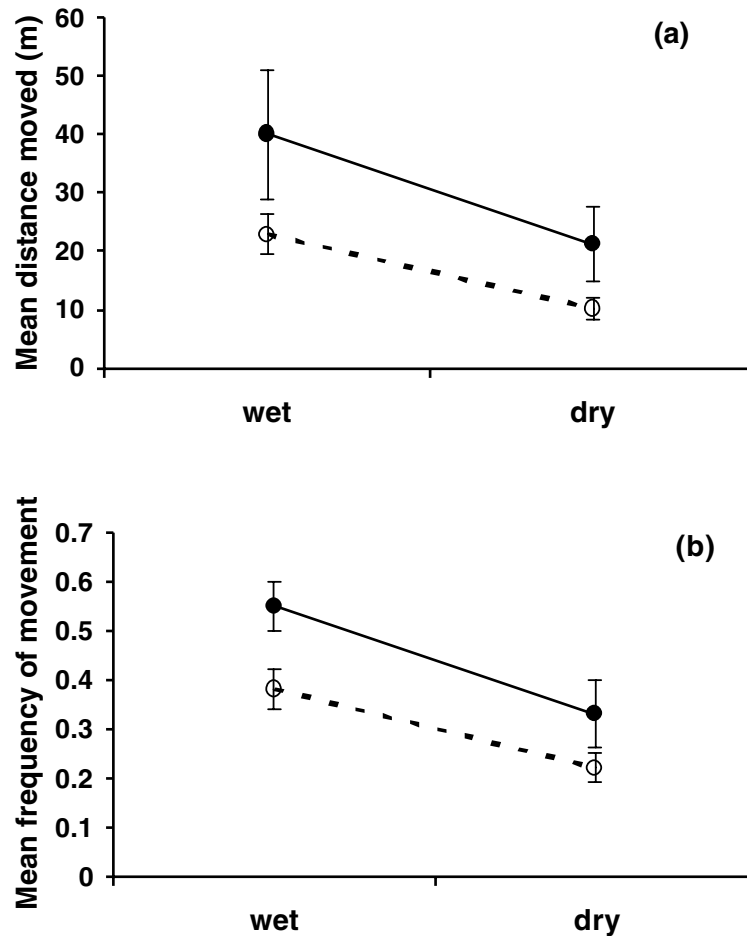 (a)
Mean distance moved (m)
60
50
40
30
20
10
0
wet dry
(b)
Mean frequency of movement
0.7
0.6
0.5
0.4
0.3
0.2
0.1
0
wet dry